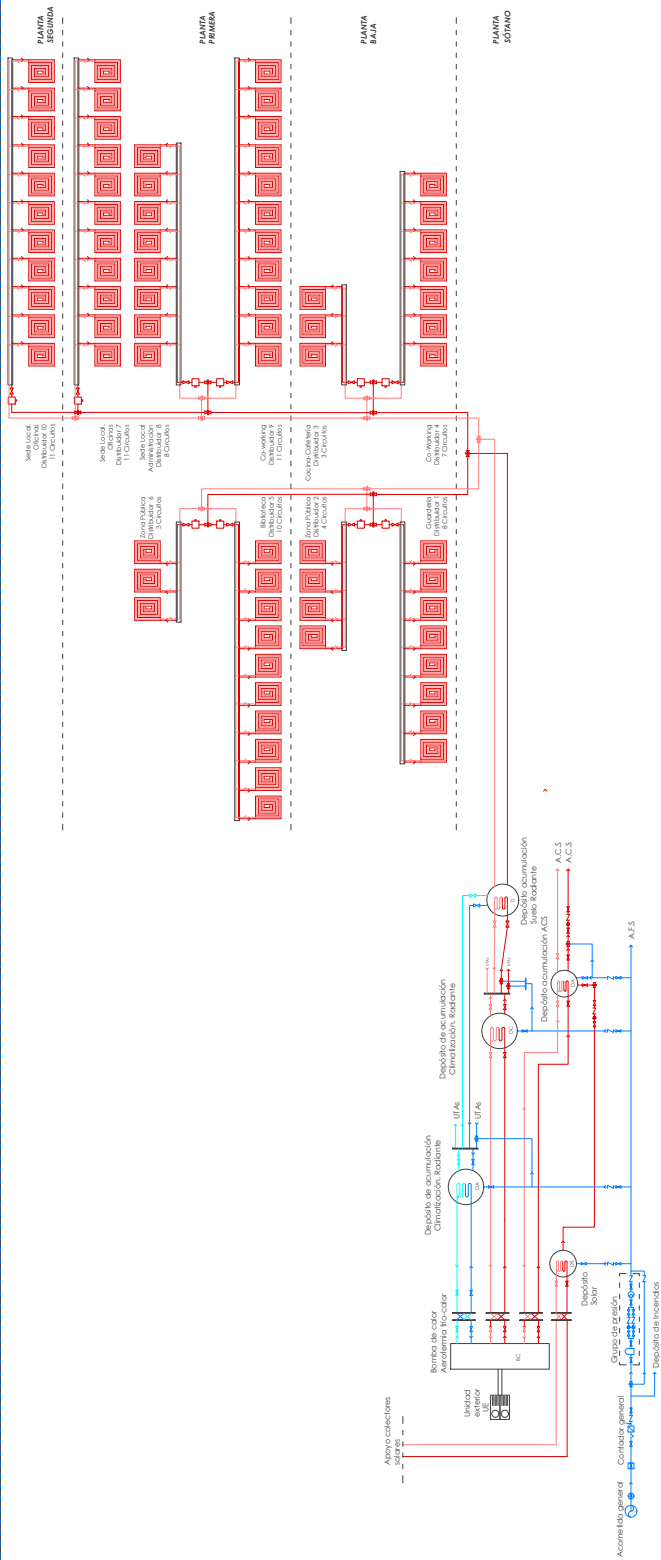 PLANTA
SEGUNDA
PLANTA
PRIMERA
PLANTA
BAJA
PLANTA
SÓTANO
Sede Local.
Oficinas
Distribuidor 10
11 Circuitos
Sede Local.
Oficinas
Distribuidor 7
11 Circuitos
Sede Local
Administración
Distribuidor 8
8 Circuitos
Co-working
Distribuidor 9
11 Circuitos
Cocina-Cafetería
Distribuidor 3
3 Circuitos
Co-Working
Distribuidor 4
7 Circuitos
Zona Pública
Distribuidor 6
3 Circuitos
Biblioteca
Distribuidor 5
10 Circuitos
Zona Pública
Distribuidor 2
4 Circuitos
Guardería
Distribuidor 1
8 Circuitos
Depósito acumulación
Suelo Radiante
Depósito acumulación ACS
DA
A.C.S
A.C.S
A.F.S
Depósito de acumulación
Climatización. Radiante
DC
UTAs
UTAs
Depósito de acumulación
Climatización. Radiante
DA
Depósito
Solar
DS
Bomba de calor
Aerotermia frío-calor
BC
Unidad
exterior
UE
Apoyo colectores
solares
Grupo de presión
Depósito de Incendios
Contador general
Acometida general